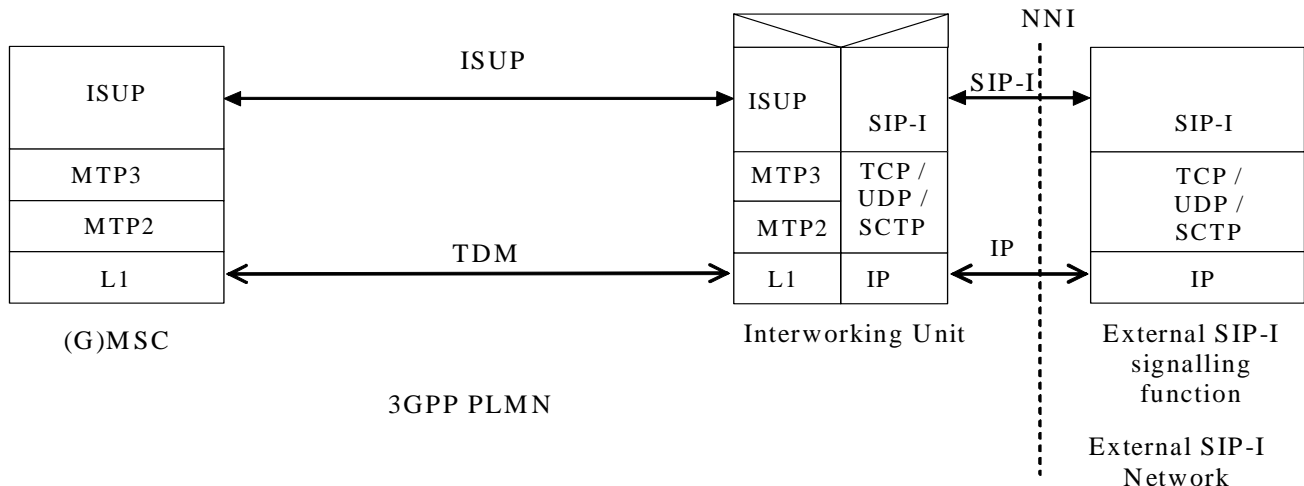 NNI
ISUP
ISUP
MTP3
MTP2
L1
(G)MSC
ISUP
TDM
3GPP PLMN
ISUP
MTP3
MTP2
L1
SIP-I
TCP /
UDP /
SCTP
IP
Interworking Unit
SIP-I
IP
SIP-I
TCP /
UDP /
SCTP
IP
External SIP-I
signalling
function
External SIP-I
Network